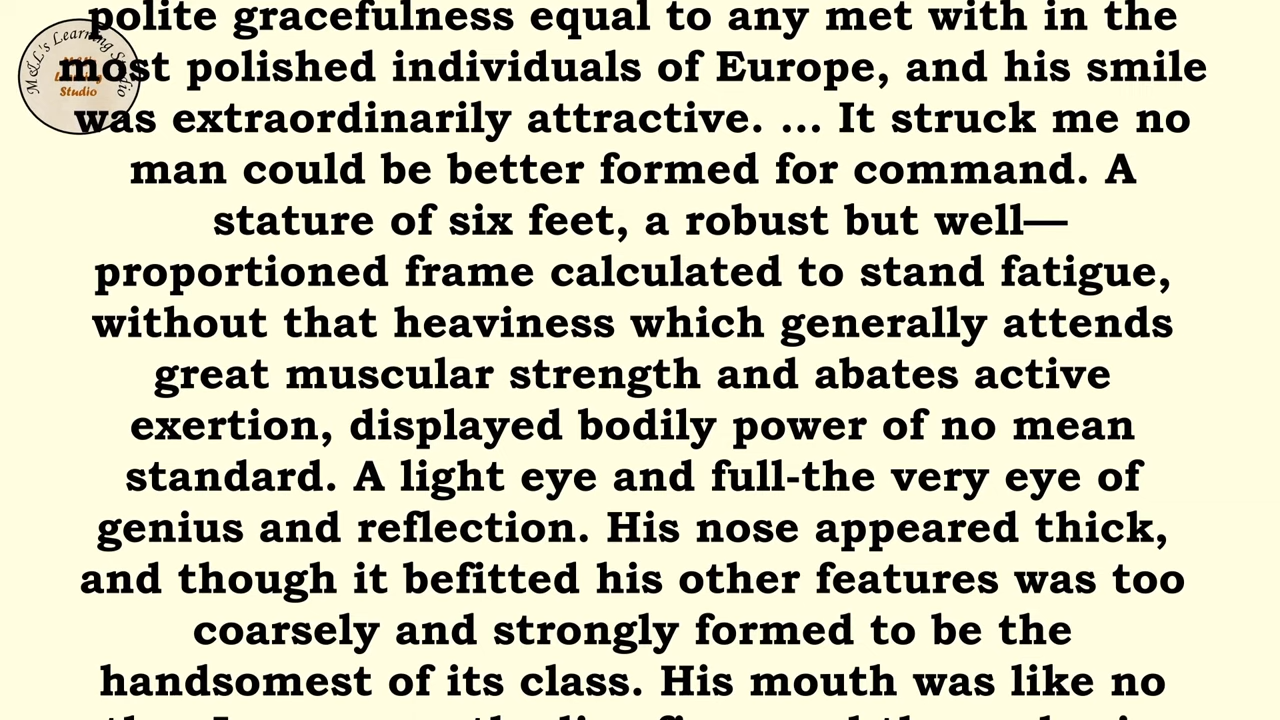 polite gracefulness equal to any met with in the
most polished individuals of Europe, and his smile
was extraordinarily attractive. ... It struck me no
man could be better formed for command. A
stature of six feet, a robust but well—
proportioned frame calculated to stand fatigue,
without that heaviness which generally attends
great muscular strength and abates active
exertion, displayed bodily power of no mean
standard. A light eye and full-the very eye of
genius and reflection. His nose appeared thick,
and though it befitted his other features was too
coarsely and strongly formed to be the
handsomest of its class. His mouth was like no
M&L's Learning Studio
Studio